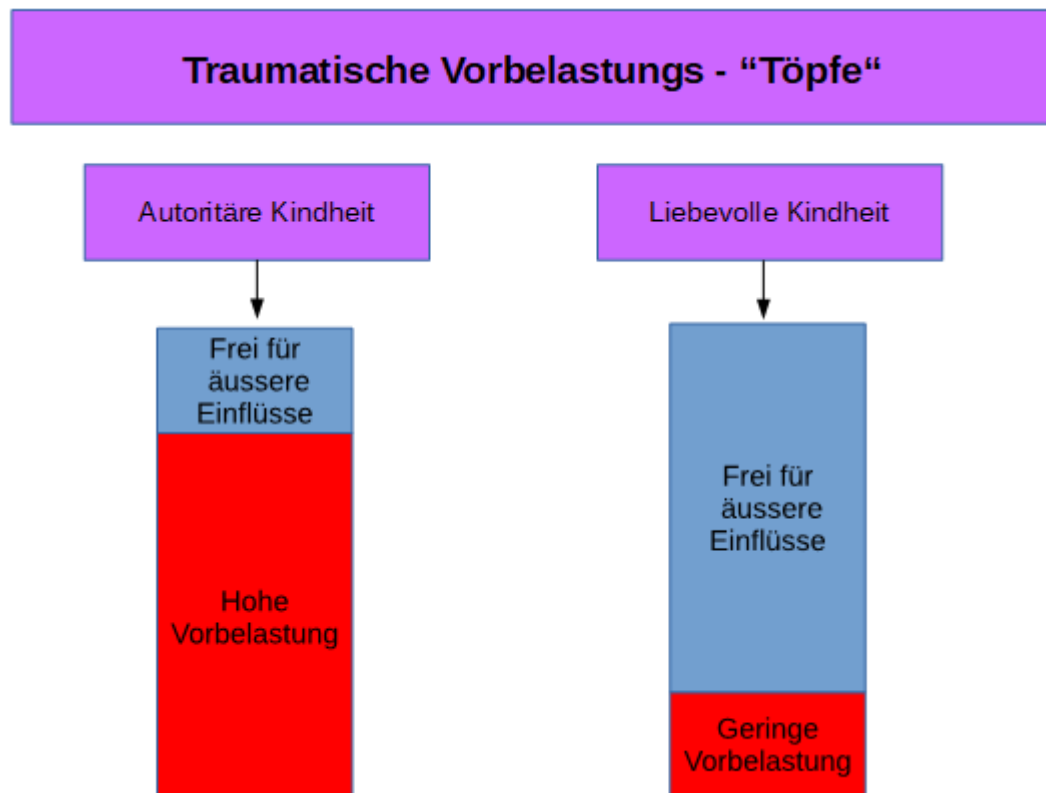 Traumatische Vorbelastungs - “Töpfe“
Autoritäre Kindheit
Liebevolle Kindheit
Frei für
äussere
Einflüsse
Hohe
Vorbelastung
Frei für
äussere
Einflüsse
Geringe
Vorbelastung